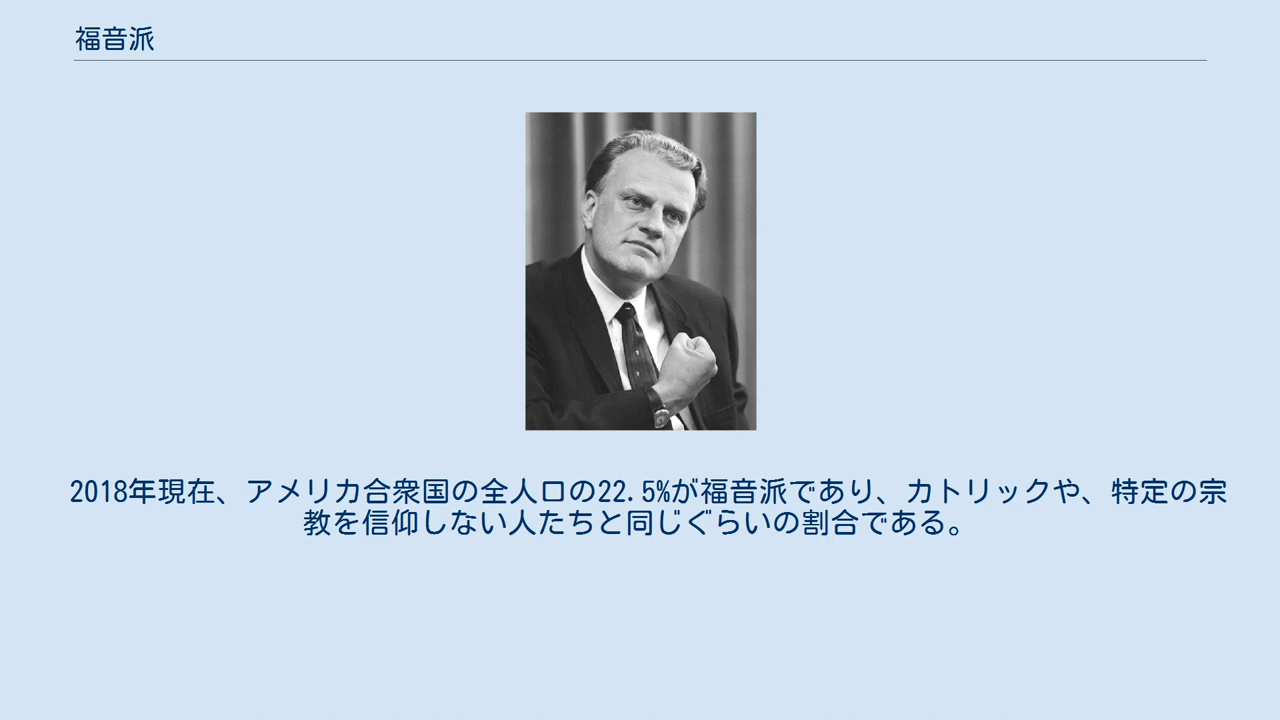 福音派
2018年現在、アメリカ合衆国の全人口の22.5%が福音派であり、カトリックや、特定の宗
教を信仰しない人たちと同じぐらいの割合である。